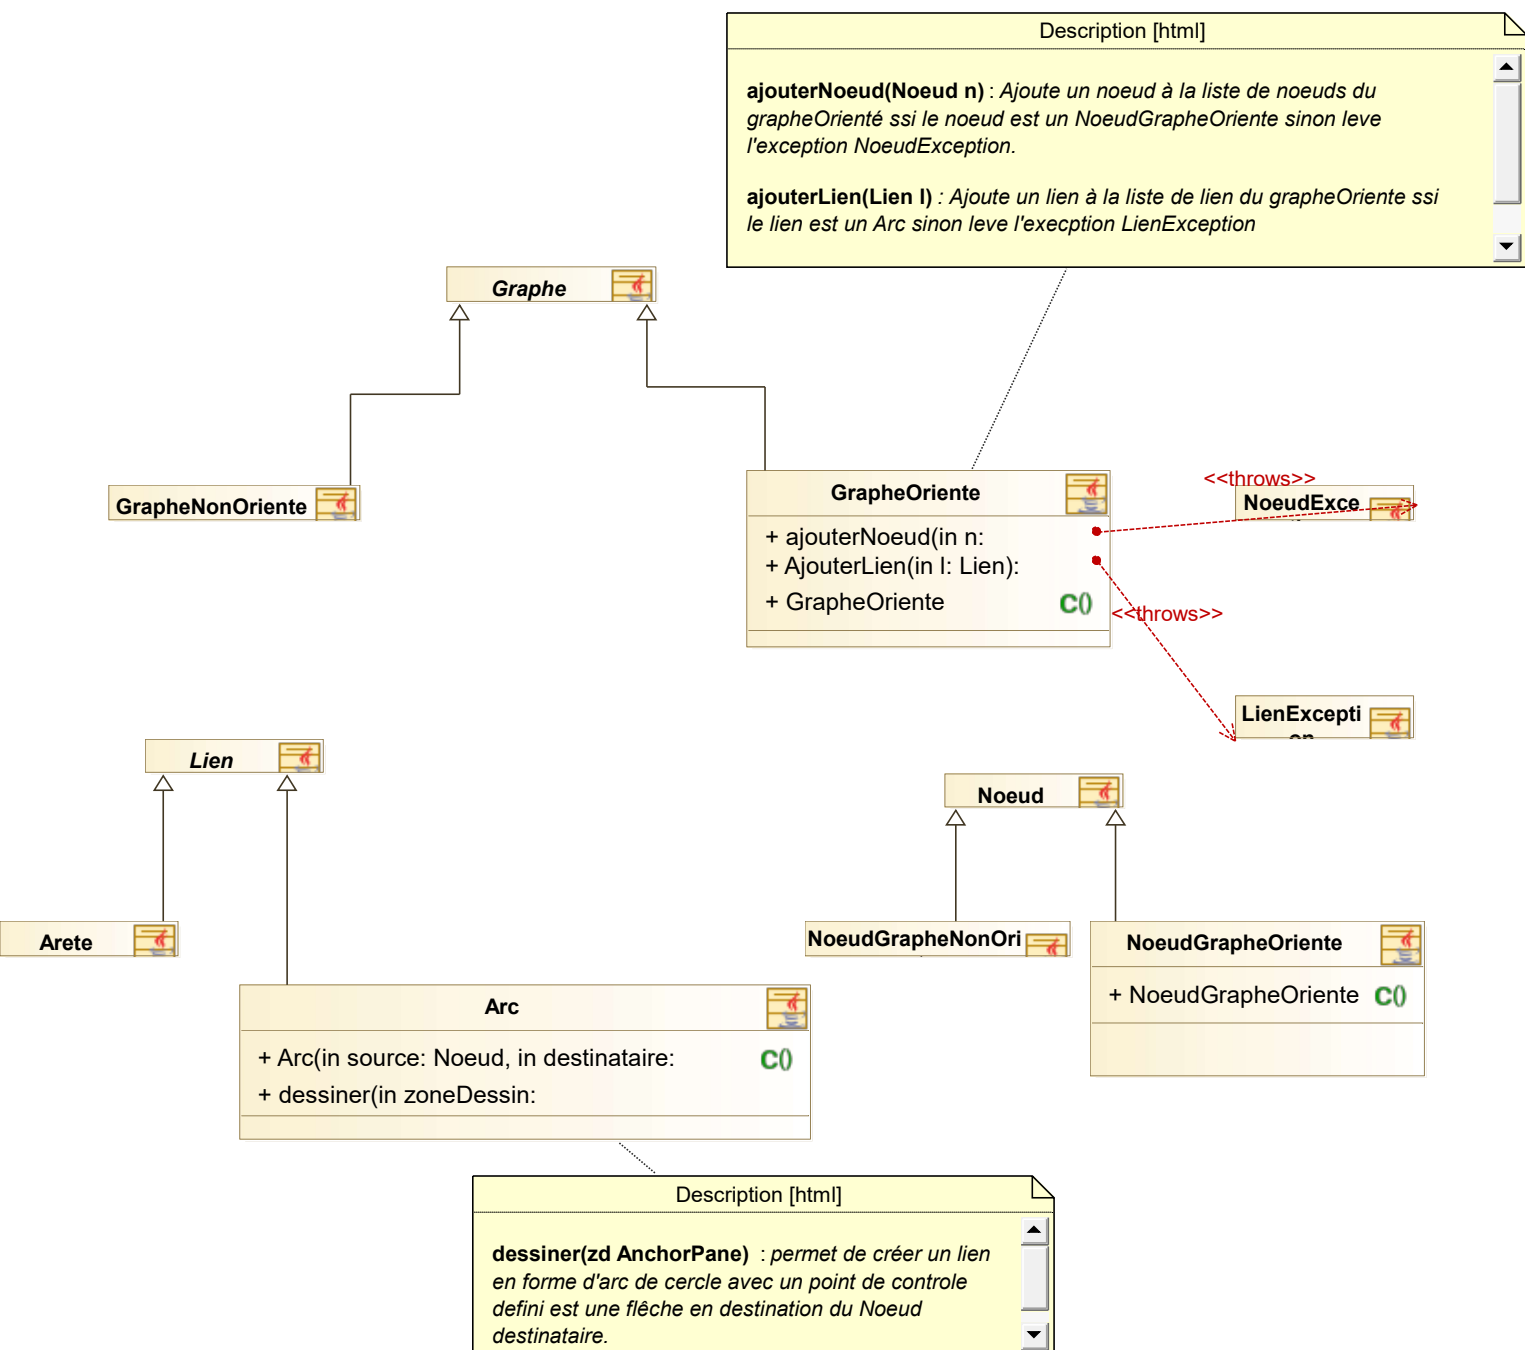 Description [html]
ajouterNoeud(Noeud n) : Ajoute un noeud à la liste de noeuds du
grapheOrienté ssi le noeud est un NoeudGrapheOriente sinon leve
l'exception NoeudException.
ajouterLien(Lien l) : Ajoute un lien à la liste de lien du grapheOriente ssi
le lien est un Arc sinon leve l'execption LienException
Graphe
GrapheNonOriente
GrapheOriente
+ ajouterNoeud(in n:
+ AjouterLien(in l: Lien):
+ GrapheOriente
C()
<<throws>>
NoeudExce
<<throws>>
LienExcepti
on
Lien
Noeud
Arete
NoeudGrapheNonOri
NoeudGrapheOriente
+ NoeudGrapheOriente C()
Arc
+ Arc(in source: Noeud, in destinataire: C()
+ dessiner(in zoneDessin:
Description [html]
dessiner(zd AnchorPane) : permet de créer un lien
en forme d'arc de cercle avec un point de controle
defini est une flêche en destination du Noeud
destinataire.